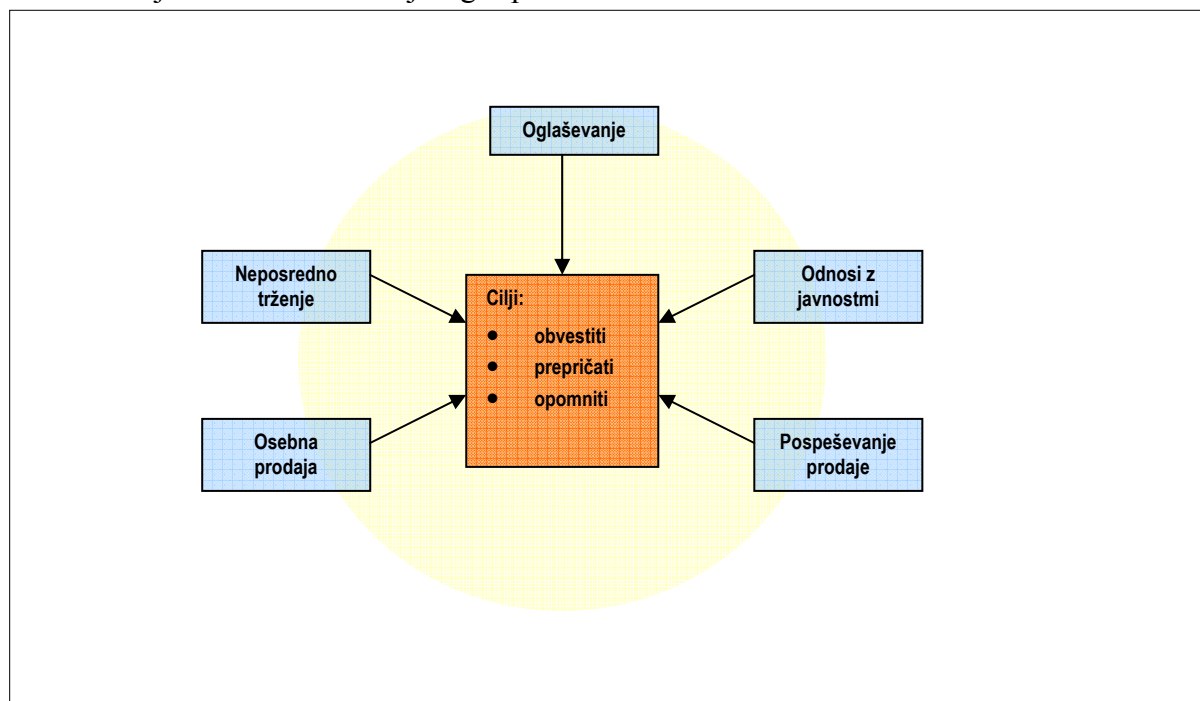 Oglaševanje
Neposredno
trženje
Odnosi z
javnostmi
Cilji:
● obvestiti
● prepričati
● opomniti
Osebna
prodaja
Pospeševanje
prodaje